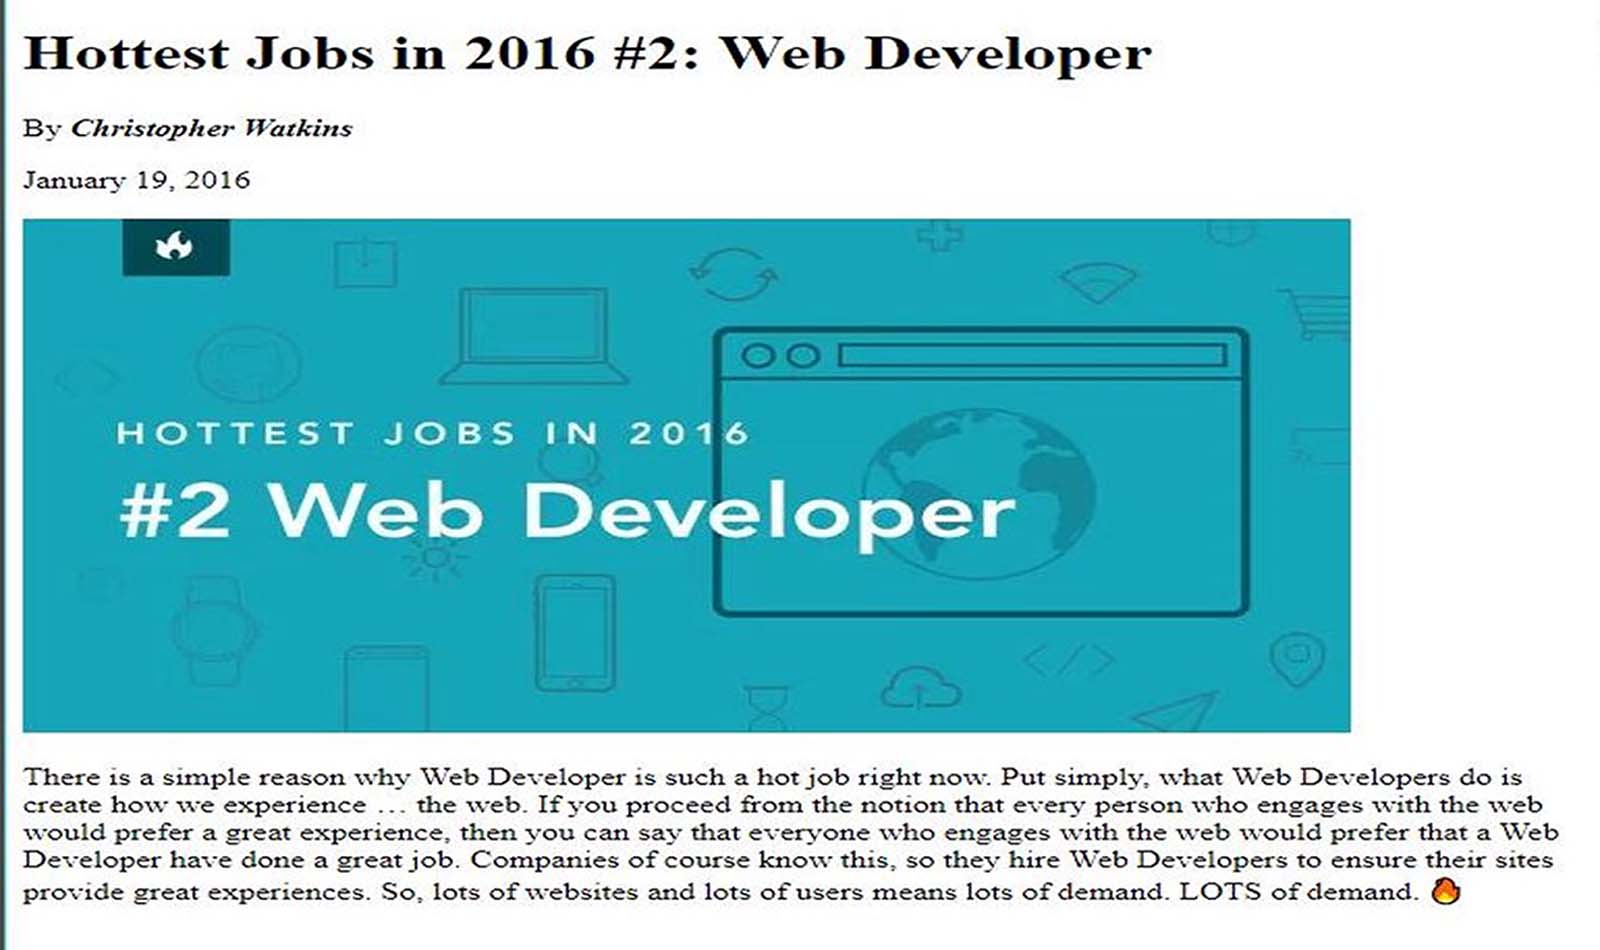 Hottest Jobs in 2016 #2: Web Developer
By Christopher Watkins
January 19, 2016
HOTTEST JOBS IN 2016
#2 Web Developer
</>
There is a simple reason why Web Developer is such a hot job right now. Put simply, what Web Developers do is
create how we experience … the web. If you proceed from the notion that every person who engages with the web
would prefer a great experience, then you can say that everyone who engages with the web would prefer that a Web
Developer have done a great job. Companies of course know this, so they hire Web Developers to ensure their sites
provide great experiences. So, lots of websites and lots of users means lots of demand. LOTS of demand. 🔥